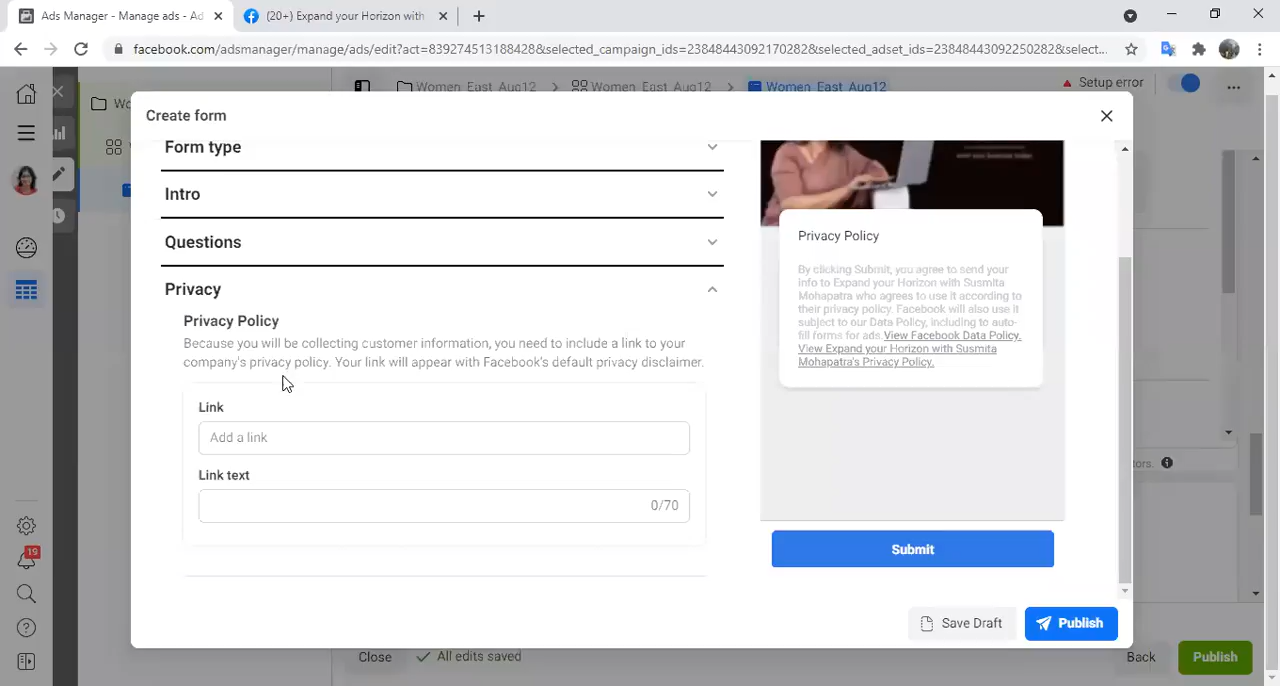 Ads Manager - Manage ads - Ad
(20+) Expand your Horizon with
facebook.com/adsmanager/manage/ads/edit?act=839274513188428&selected_campaign_ids=23848443092170282&selected_adset_ids=23848443092250282&select...
Women_East_Aug12
Women_East_Aug12
Women_East_Aug12
Setup error
Create form
Form type
Intro
Questions
Privacy
Privacy Policy
Because you will be collecting customer information, you need to include a link to your
company's privacy policy. Your link will appear with Facebook's default privacy disclaimer.
Link
Add a link
Link text
0/70
Privacy Policy
By clicking Submit, you agree to send your
info to Expand your Horizon with Susmita
Mohapatra who agrees to use it according to
their privacy policy. Facebook will also use it
subject to our Data Policy, including to auto-
fill forms for ads. View Facebook Data Policy.
View Expand your Horizon with Susmita
Mohapatra's Privacy Policy.
Submit
tors.
19
Save Draft
Publish
Close
All edits saved
Back
Publish